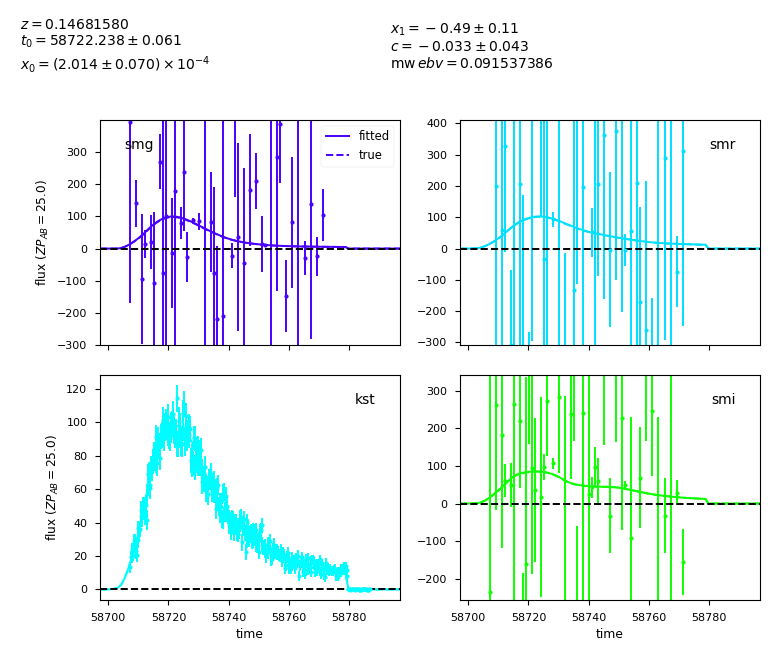 z = 0.14681580
t₀ = 58722.238 ± 0.061
x₀ = (2.014 ± 0.070) × 10⁻⁴
x₁ = −0.49 ± 0.11
c = −0.033 ± 0.043
mw ebv = 0.091537386
smg
fitted
true
300
200
100
0
−100
−200
−300
flux (ZP_AB = 25.0)
smr
400
300
200
100
0
−100
−200
−300
kst
120
100
80
60
40
20
0
flux (ZP_AB = 25.0)
58700 58720 58740 58760 58780
time
smi
300
200
100
0
−100
−200
58700 58720 58740 58760 58780
time